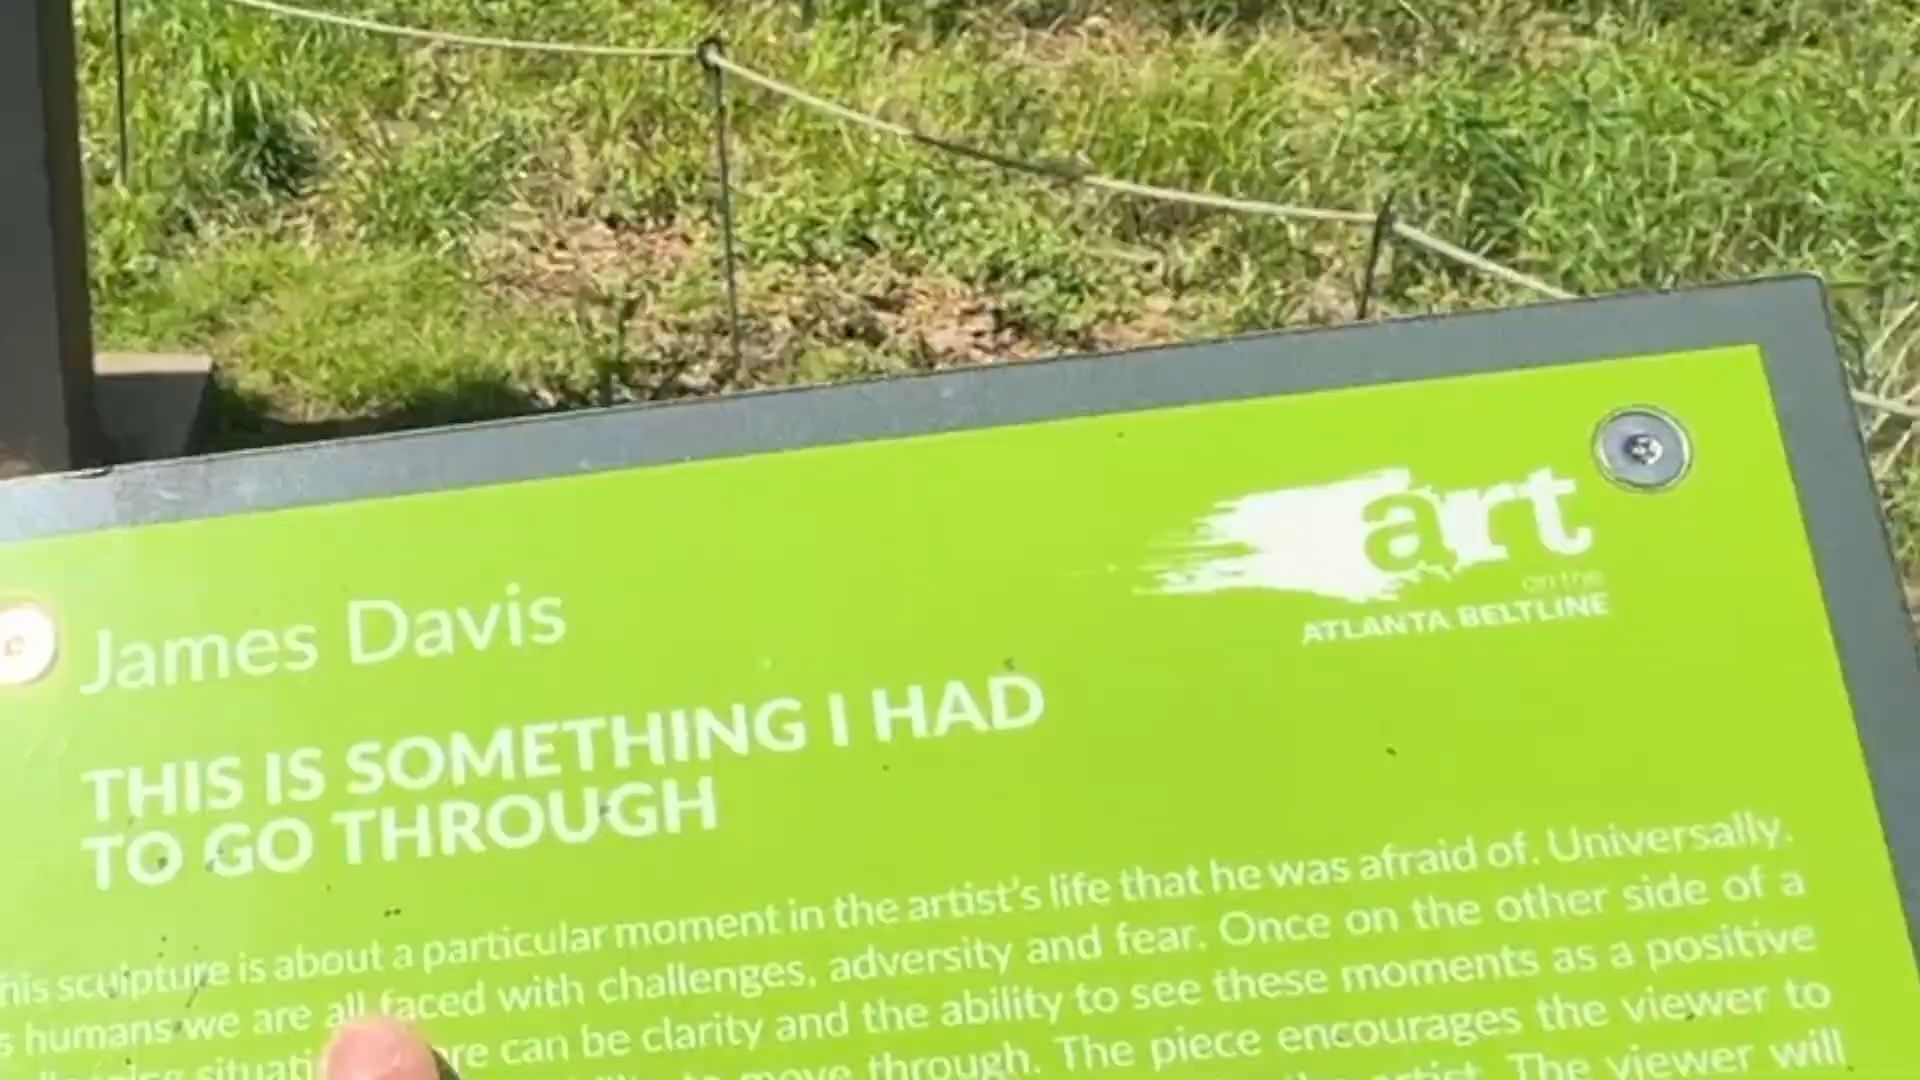 art
on the
ATLANTA BELTLINE
James Davis
THIS IS SOMETHING I HAD
TO GO THROUGH
his sculpture is about a particular moment in the artist's life that he was afraid of. Universally,
s humans we are all faced with challenges, adversity and fear. Once on the other side of a
situati re can be clarity and the ability to see these moments as a positive
to move through. The piece encourages the viewer to
artist. The viewer will